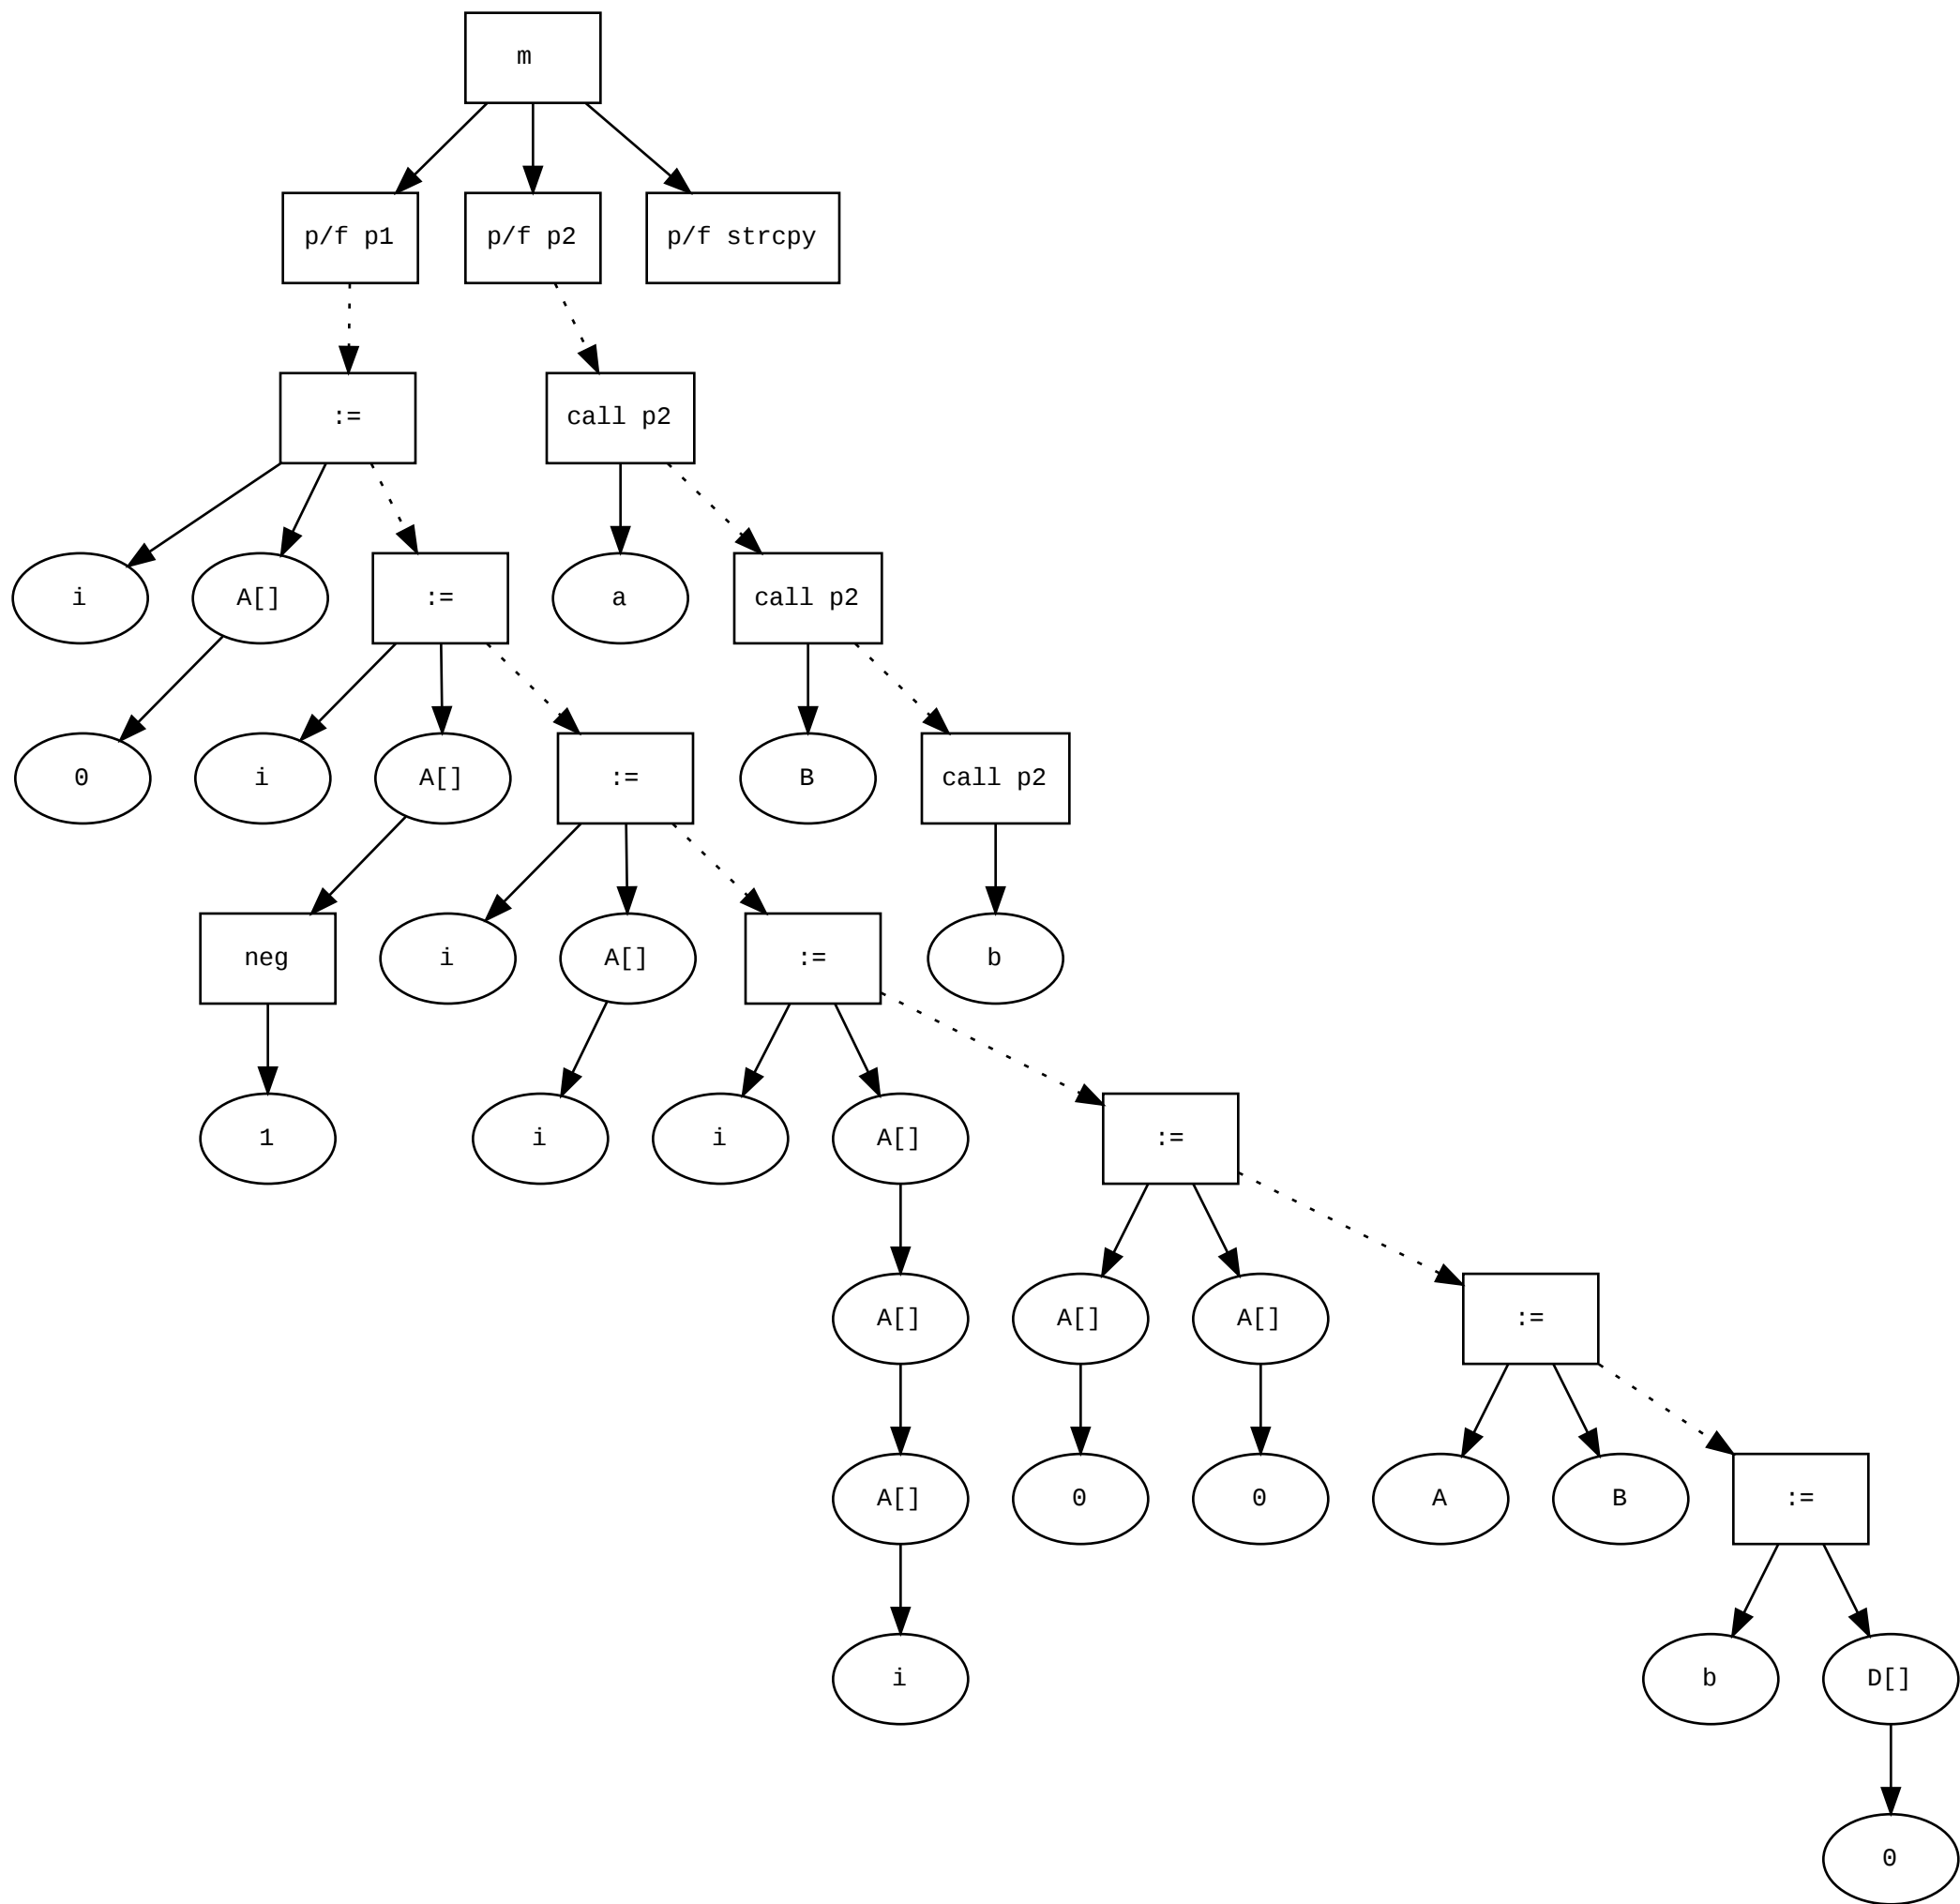 m
p/f p1
p/f p2
p/f strcpy
:=
call p2
i
A[]
:=
a
call p2
0
i
A[]
:=
B
call p2
neg
i
A[]
:=
b
1
i
i
A[]
:=
A[]
A[]
A[]
:=
A[]
0
0
A
B
:=
i
b
D[]
0